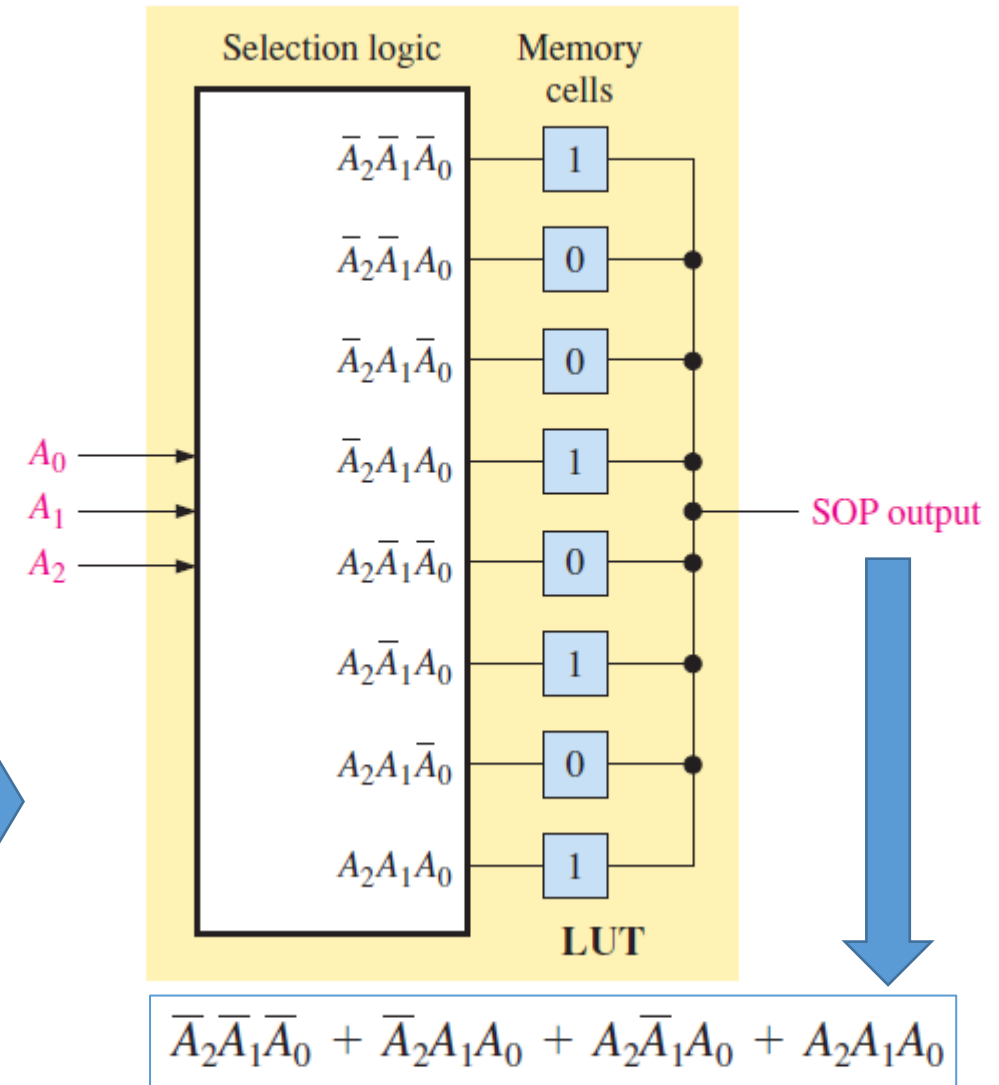 Selection logic
Memory
cells
A̅₂A̅₁A̅₀ 1
A̅₂A̅₁A₀ 0
A̅₂A₁A̅₀ 0
A₀
A̅₂A₁A₀ 1
A₁
SOP output
A₂
A₂A̅₁A̅₀ 0
A₂A̅₁A₀ 1
A₂A₁A̅₀ 0
A₂A₁A₀ 1
LUT
A̅₂A̅₁A̅₀ + A̅₂A₁A₀ + A₂A̅₁A₀ + A₂A₁A₀